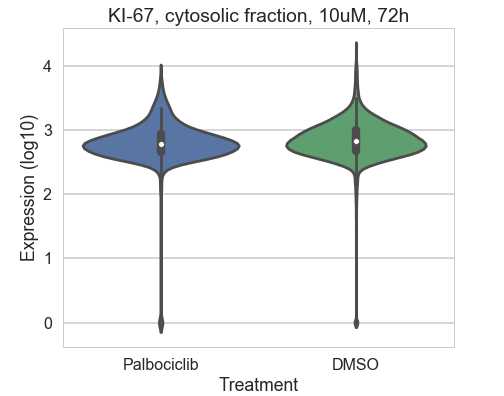 KI-67, cytosolic fraction, 10uM, 72h
Expression (log10)
4
3
2
1
0
Palbociclib
DMSO
Treatment